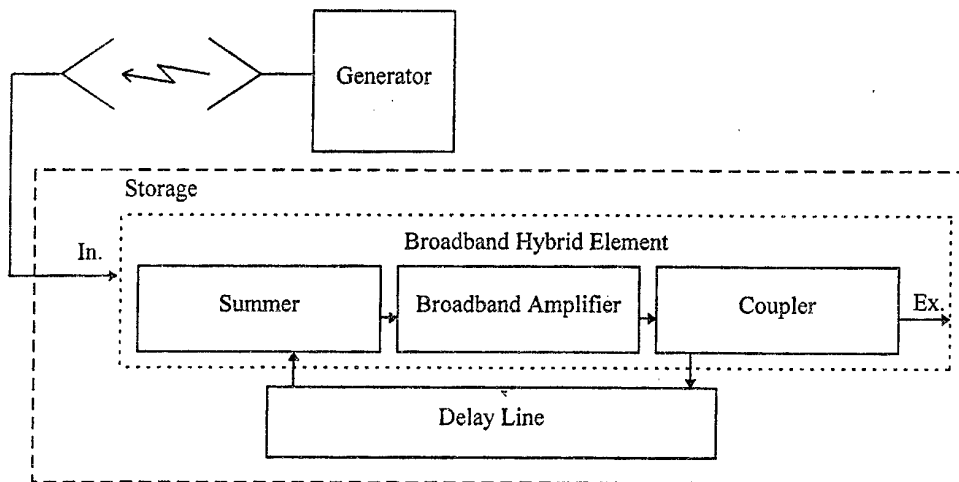 Generator
Storage
In.
Broadband Hybrid Element
Summer
Broadband Amplifier
Coupler
Ex.
Delay Line